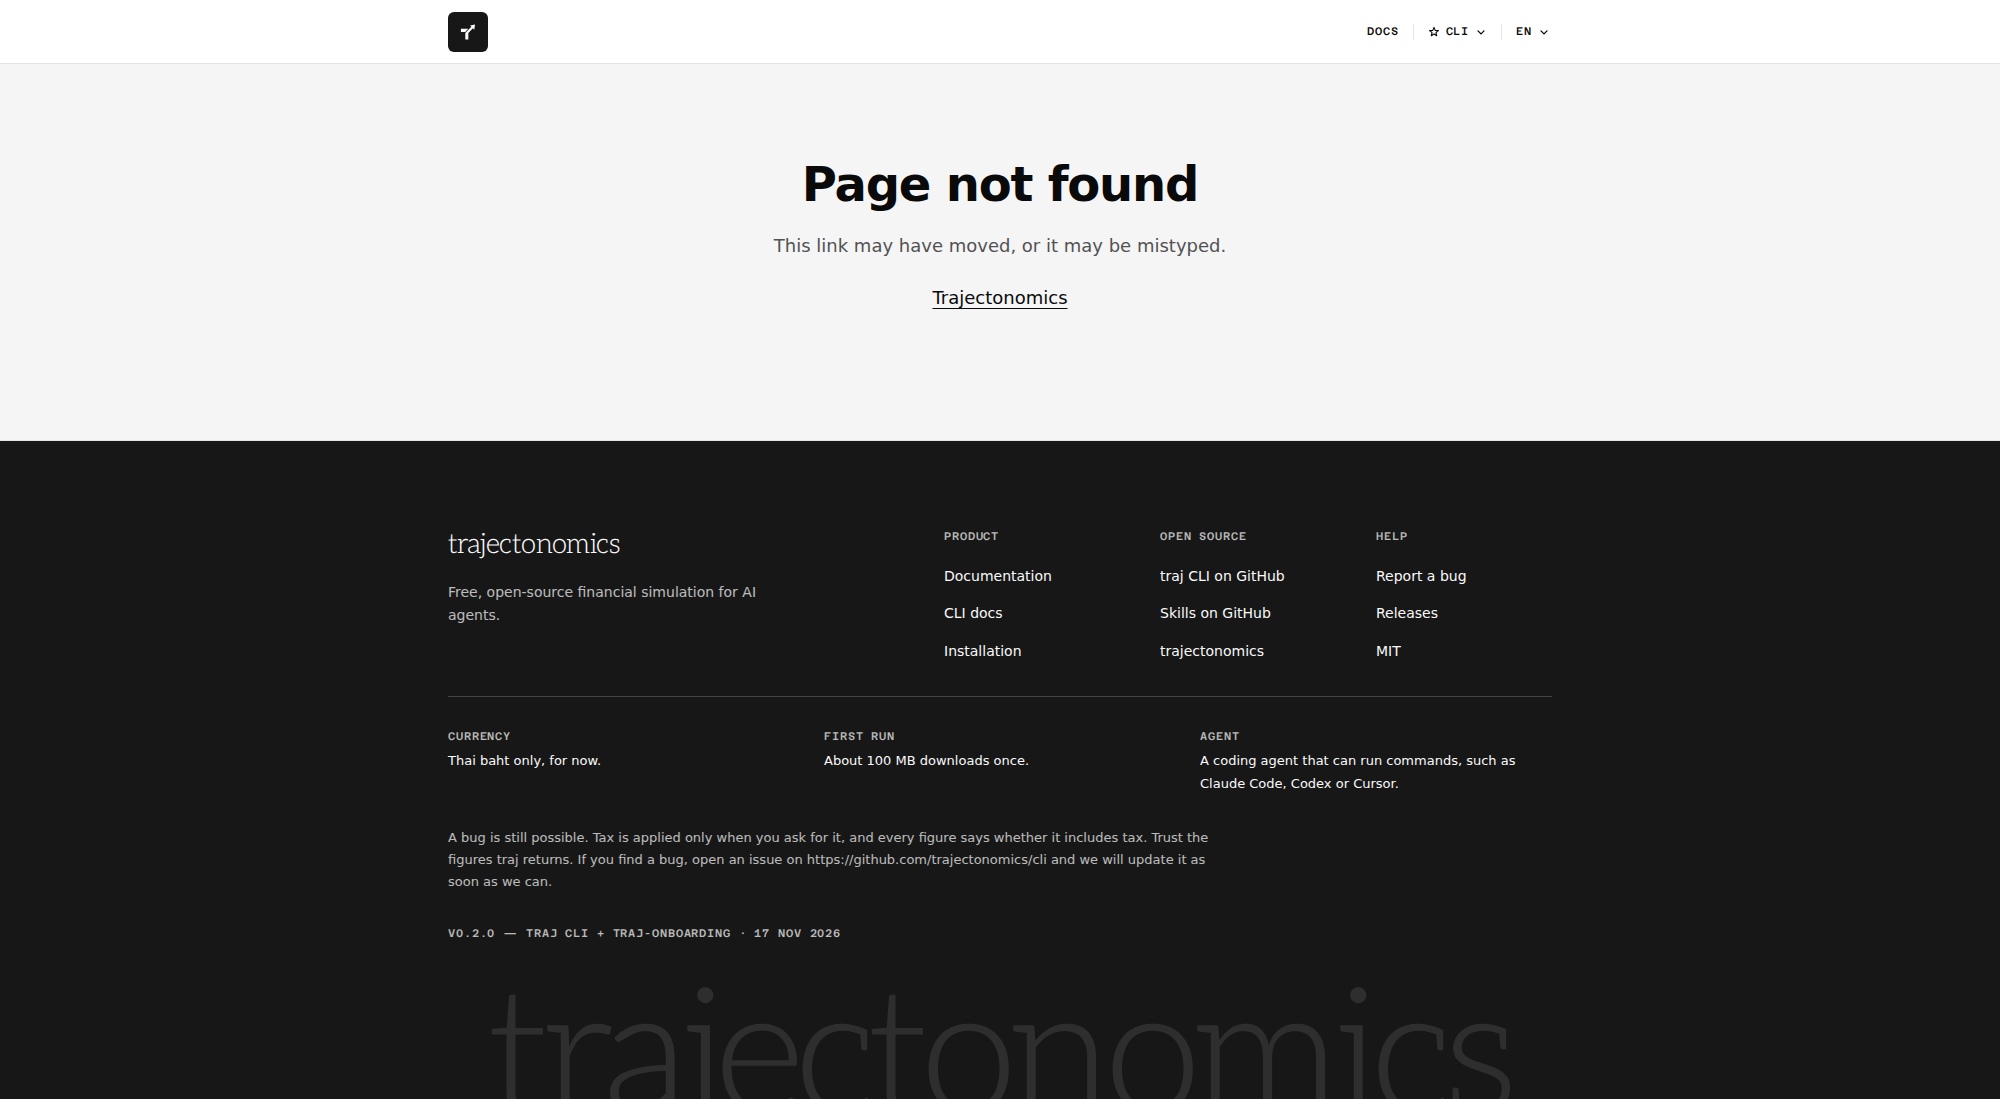 DOCS
CLI
EN
Page not found
This link may have moved, or it may be mistyped.
Trajectonomics
trajectonomics
Free, open-source financial simulation for AI
agents.
PRODUCT
Documentation
CLI docs
Installation
OPEN SOURCE
traj CLI on GitHub
Skills on GitHub
trajectonomics
HELP
Report a bug
Releases
MIT
CURRENCY
Thai baht only, for now.
FIRST RUN
About 100 MB downloads once.
AGENT
A coding agent that can run commands, such as
Claude Code, Codex or Cursor.
A bug is still possible. Tax is applied only when you ask for it, and every figure says whether it includes tax. Trust the
figures traj returns. If you find a bug, open an issue on https://github.com/trajectonomics/cli and we will update it as
soon as we can.
V0.2.0 — TRAJ CLI + TRAJ-ONBOARDING · 17 NOV 2026
trajectonomics